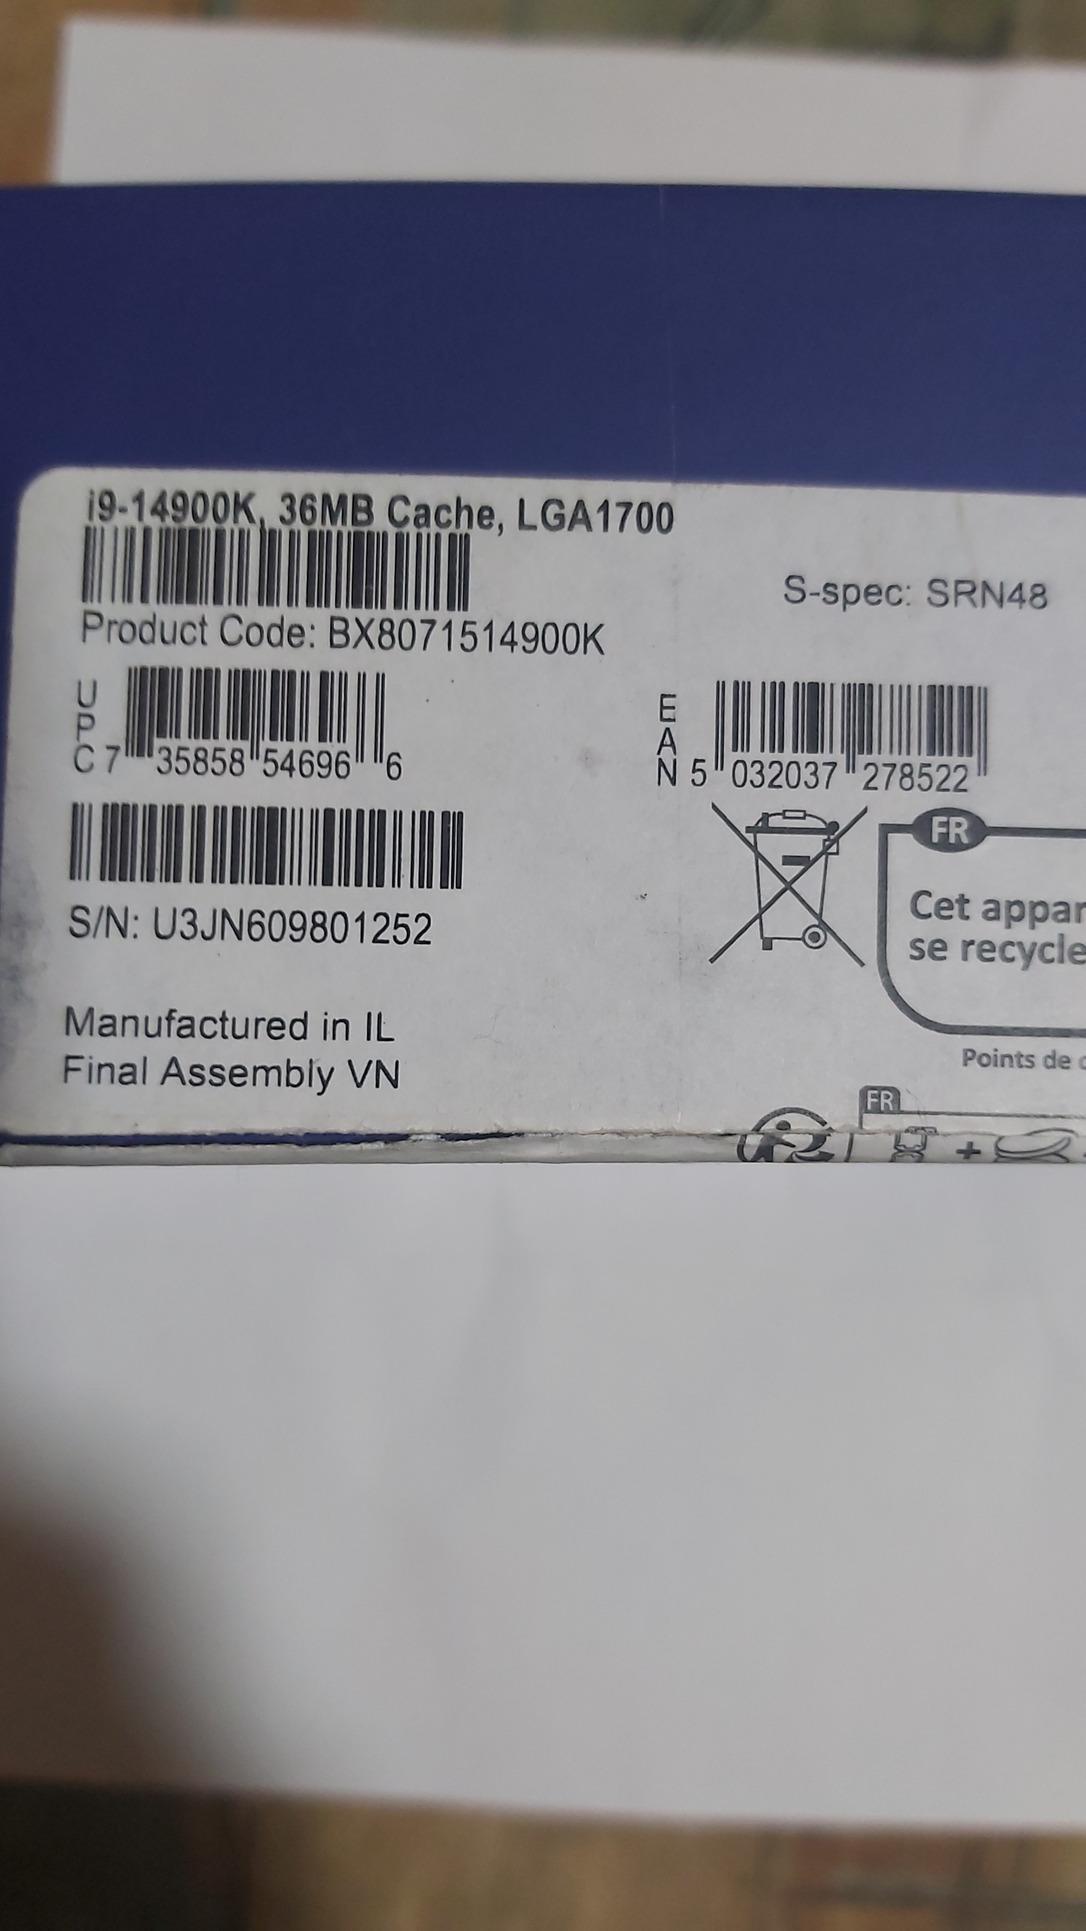 i9-14900K, 36MB Cache, LGA1700
S-spec: SRN48
Product Code: BX8071514900K
UPC 7 35858 54696 6
EAN 5 032037 278522
S/N: U3JN609801252
FR
Cet appar
se recycle
Manufactured in IL
Final Assembly VN
Points de c
FR
+